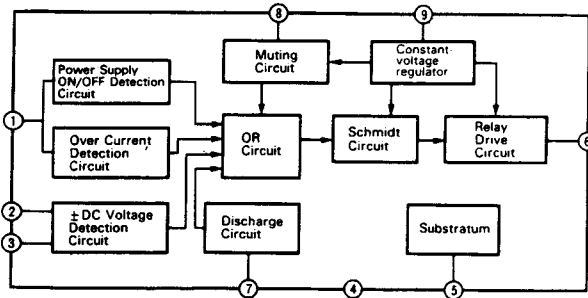 8
9
Muting
Circuit
Constant-
voltage
regulator
Power Supply
ON/OFF Detection
Circuit
1
Over Current
Detection
Circuit
OR
Circuit
Schmidt
Circuit
Relay
Drive
Circuit
6
2
3
± DC Voltage
Detection
Circuit
Discharge
Circuit
Substratum
7
4
5